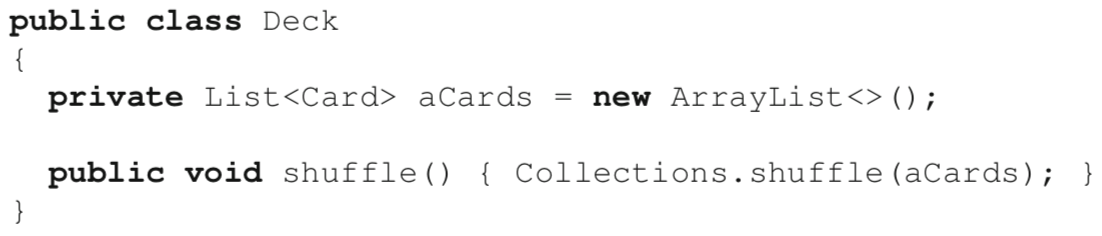 public class Deck
{
  private List<Card> aCards = new ArrayList<>();

  public void shuffle() { Collections.shuffle(aCards); }
}